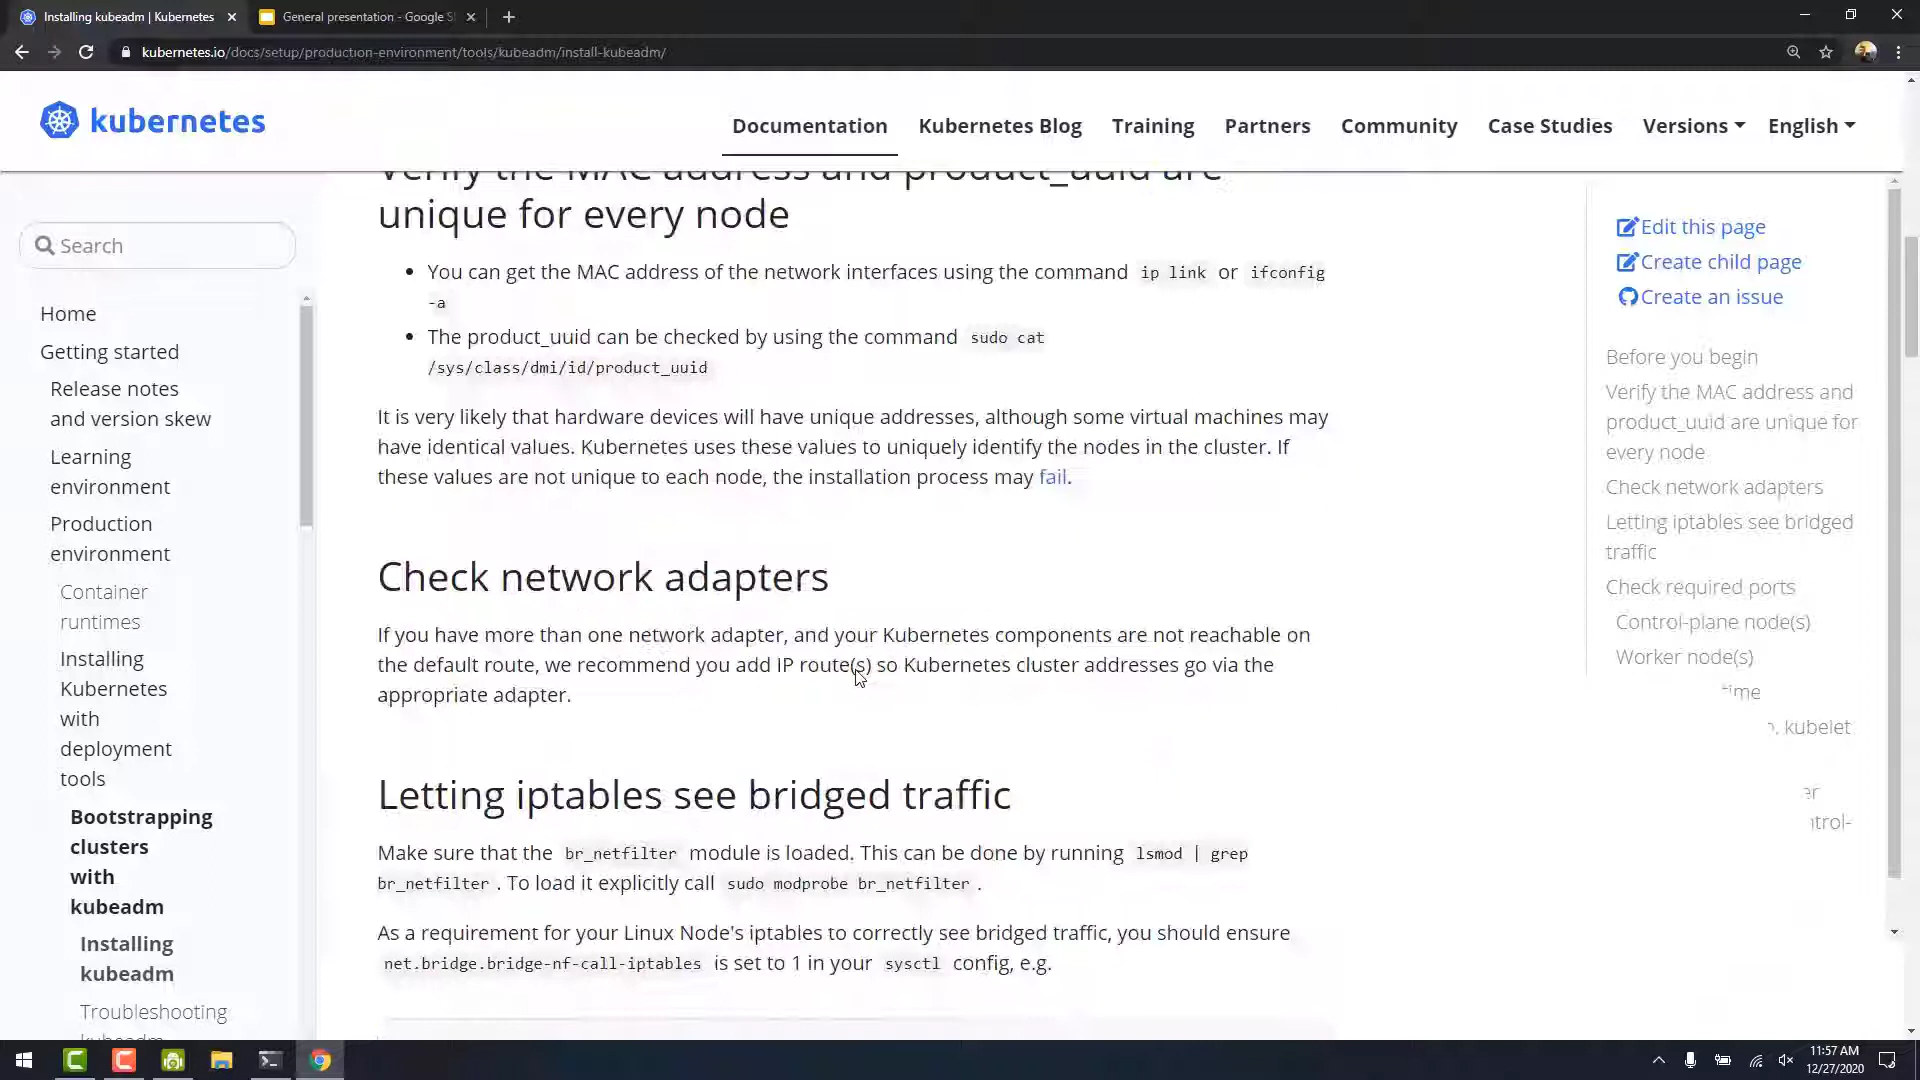 Installing kubeadm | Kubernetes
General presentation - Google S
kubernetes.io/docs/setup/production-environment/tools/kubeadm/install-kubeadm/
kubernetes
Documentation
Kubernetes Blog
Training
Partners
Community
Case Studies
Versions
English
Search
Home
Getting started
Release notes
and version skew
Learning
environment
Production
environment
Container
runtimes
Installing
Kubernetes
with
deployment
tools
Bootstrapping
clusters
with
kubeadm
Installing
kubeadm
Troubleshooting
kubeadm
Verify the MAC address and product_uuid are
unique for every node
You can get the MAC address of the network interfaces using the command ip link or ifconfig
-a
The product_uuid can be checked by using the command sudo cat
/sys/class/dmi/id/product_uuid
It is very likely that hardware devices will have unique addresses, although some virtual machines may
have identical values. Kubernetes uses these values to uniquely identify the nodes in the cluster. If
these values are not unique to each node, the installation process may fail.
Check network adapters
If you have more than one network adapter, and your Kubernetes components are not reachable on
the default route, we recommend you add IP route(s) so Kubernetes cluster addresses go via the
appropriate adapter.
Letting iptables see bridged traffic
Make sure that the br_netfilter module is loaded. This can be done by running lsmod | grep
br_netfilter . To load it explicitly call sudo modprobe br_netfilter .
As a requirement for your Linux Node's iptables to correctly see bridged traffic, you should ensure
net.bridge.bridge-nf-call-iptables is set to 1 in your sysctl config, e.g.
Edit this page
Create child page
Create an issue
Before you begin
Verify the MAC address and
product_uuid are unique for
every node
Check network adapters
Letting iptables see bridged
traffic
Check required ports
Control-plane node(s)
Worker node(s)
kubelet
11:57 AM
12/27/2020